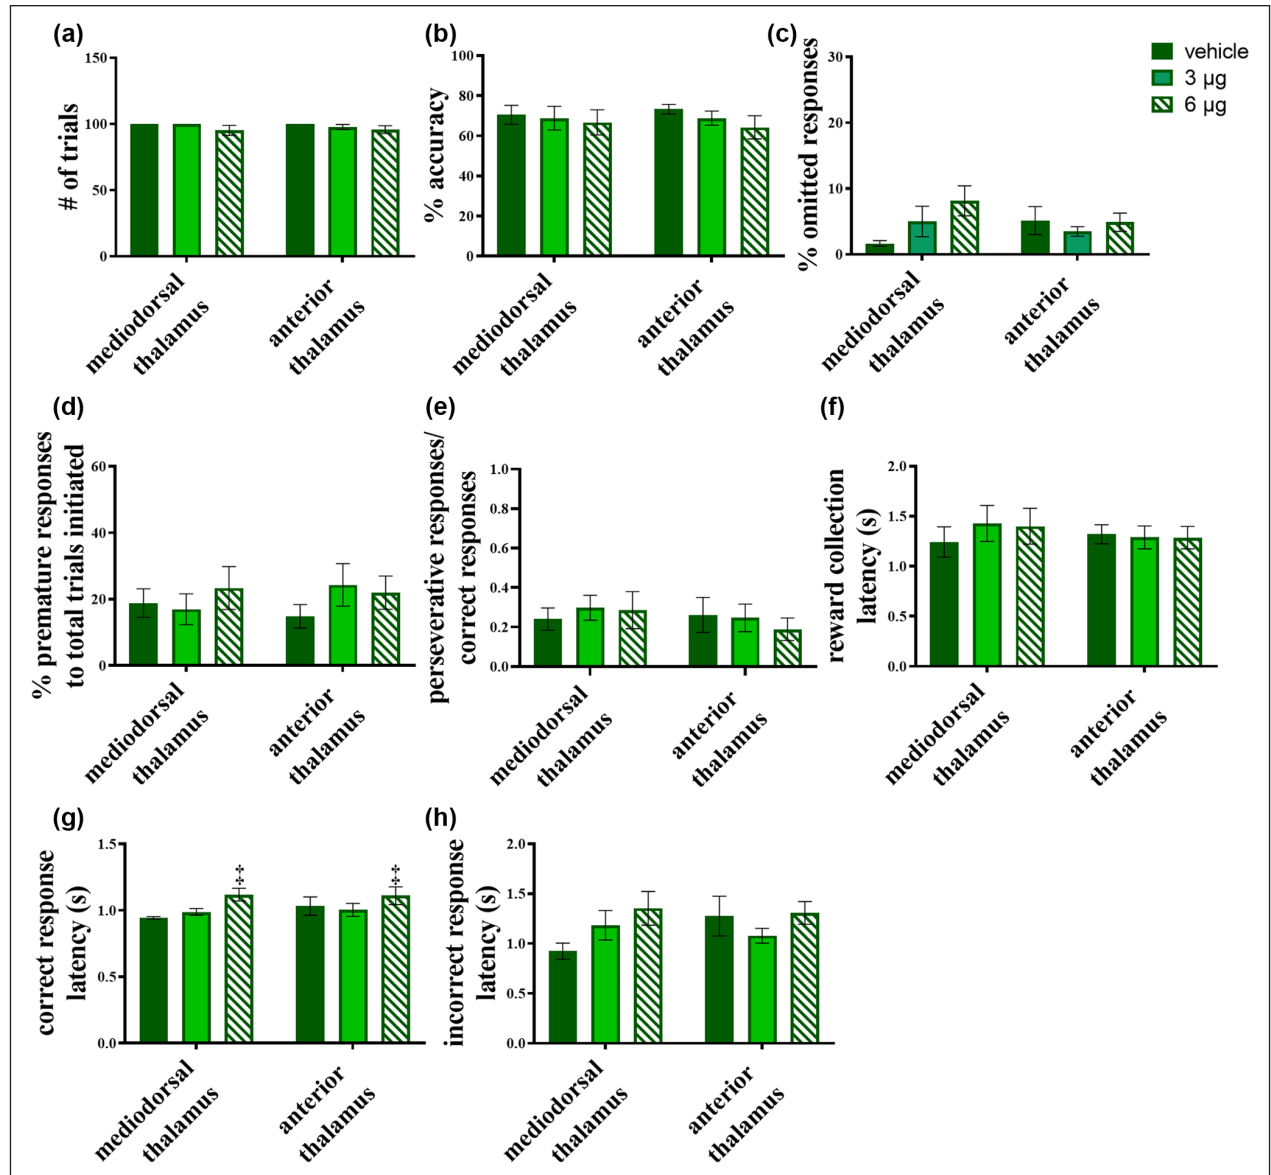 (a)
# of trials
150
100
50
0
mediodorsal
thalamus
anterior
thalamus
(b)
% accuracy
100
80
60
40
20
0
mediodorsal
thalamus
anterior
thalamus
(c)
% omitted responses
30
20
10
0
mediodorsal
thalamus
anterior
thalamus
vehicle
3 µg
6 µg
(d)
% premature responses
to total trials initiated
60
40
20
0
mediodorsal
thalamus
anterior
thalamus
(e)
perseverative responses/
correct responses
1.0
0.8
0.6
0.4
0.2
0.0
mediodorsal
thalamus
anterior
thalamus
(f)
reward collection
latency (s)
2.0
1.5
1.0
0.5
0.0
mediodorsal
thalamus
anterior
thalamus
(g)
correct response
latency (s)
1.5
1.0
0.5
0.0
‡
‡
mediodorsal
thalamus
anterior
thalamus
(h)
incorrect response
latency (s)
2.0
1.5
1.0
0.5
0.0
mediodorsal
thalamus
anterior
thalamus